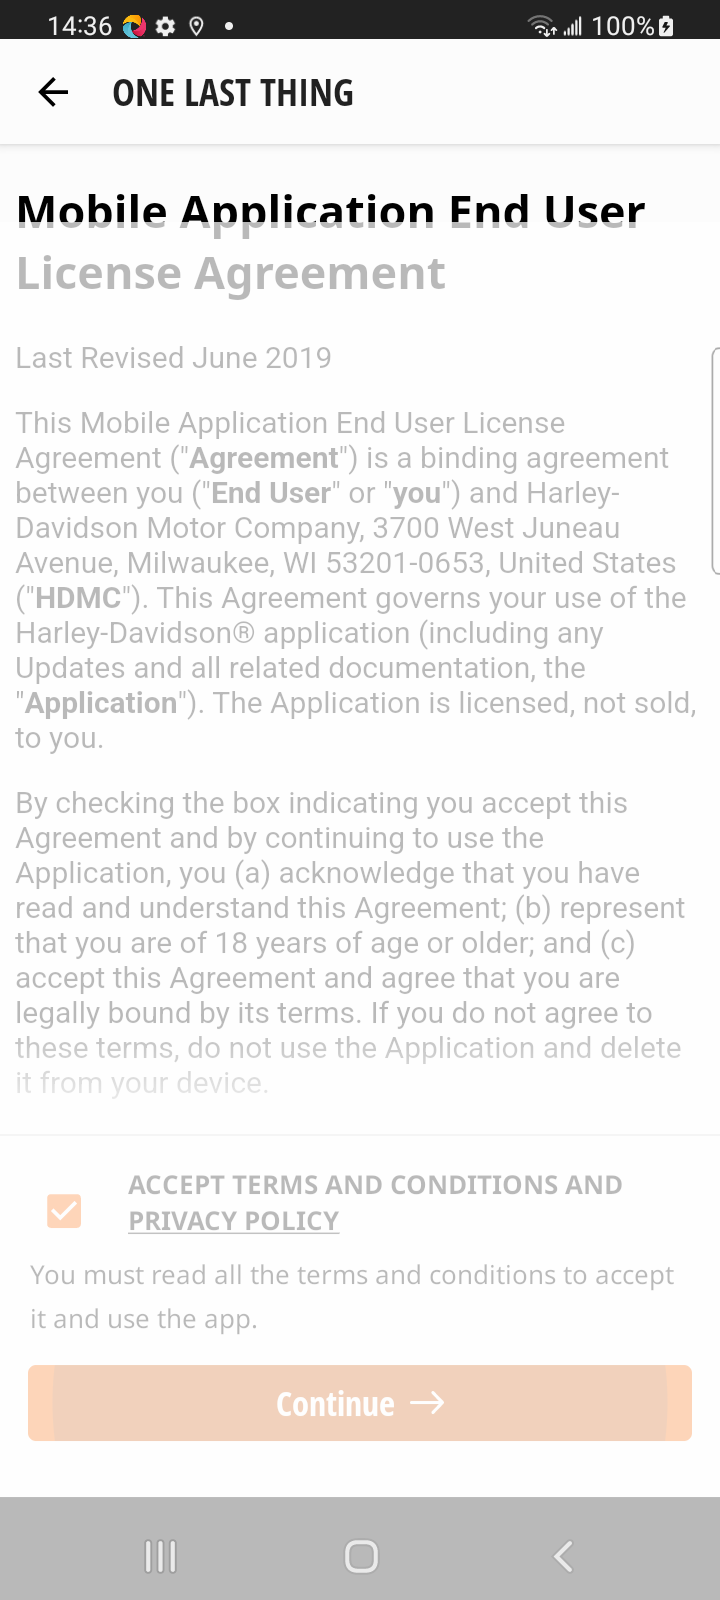 14:36
100%
ONE LAST THING
Mobile Application End User
License Agreement
Last Revised June 2019
This Mobile Application End User License
Agreement ("Agreement") is a binding agreement
between you ("End User" or "you") and Harley-
Davidson Motor Company, 3700 West Juneau
Avenue, Milwaukee, WI 53201-0653, United States
("HDMC"). This Agreement governs your use of the
Harley-Davidson® application (including any
Updates and all related documentation, the
"Application"). The Application is licensed, not sold,
to you.
By checking the box indicating you accept this
Agreement and by continuing to use the
Application, you (a) acknowledge that you have
read and understand this Agreement; (b) represent
that you are of 18 years of age or older; and (c)
accept this Agreement and agree that you are
legally bound by its terms. If you do not agree to
these terms, do not use the Application and delete
it from your device.
ACCEPT TERMS AND CONDITIONS AND
PRIVACY POLICY
You must read all the terms and conditions to accept
it and use the app.
Continue